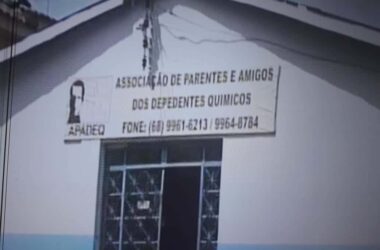 ASSOCIAÇÃO DE PARENTES E AMIGOS
DOS DEPEDENTES QUIMICOS
FONE: (68) 9961-6213 / 9964-8784
APADEQ